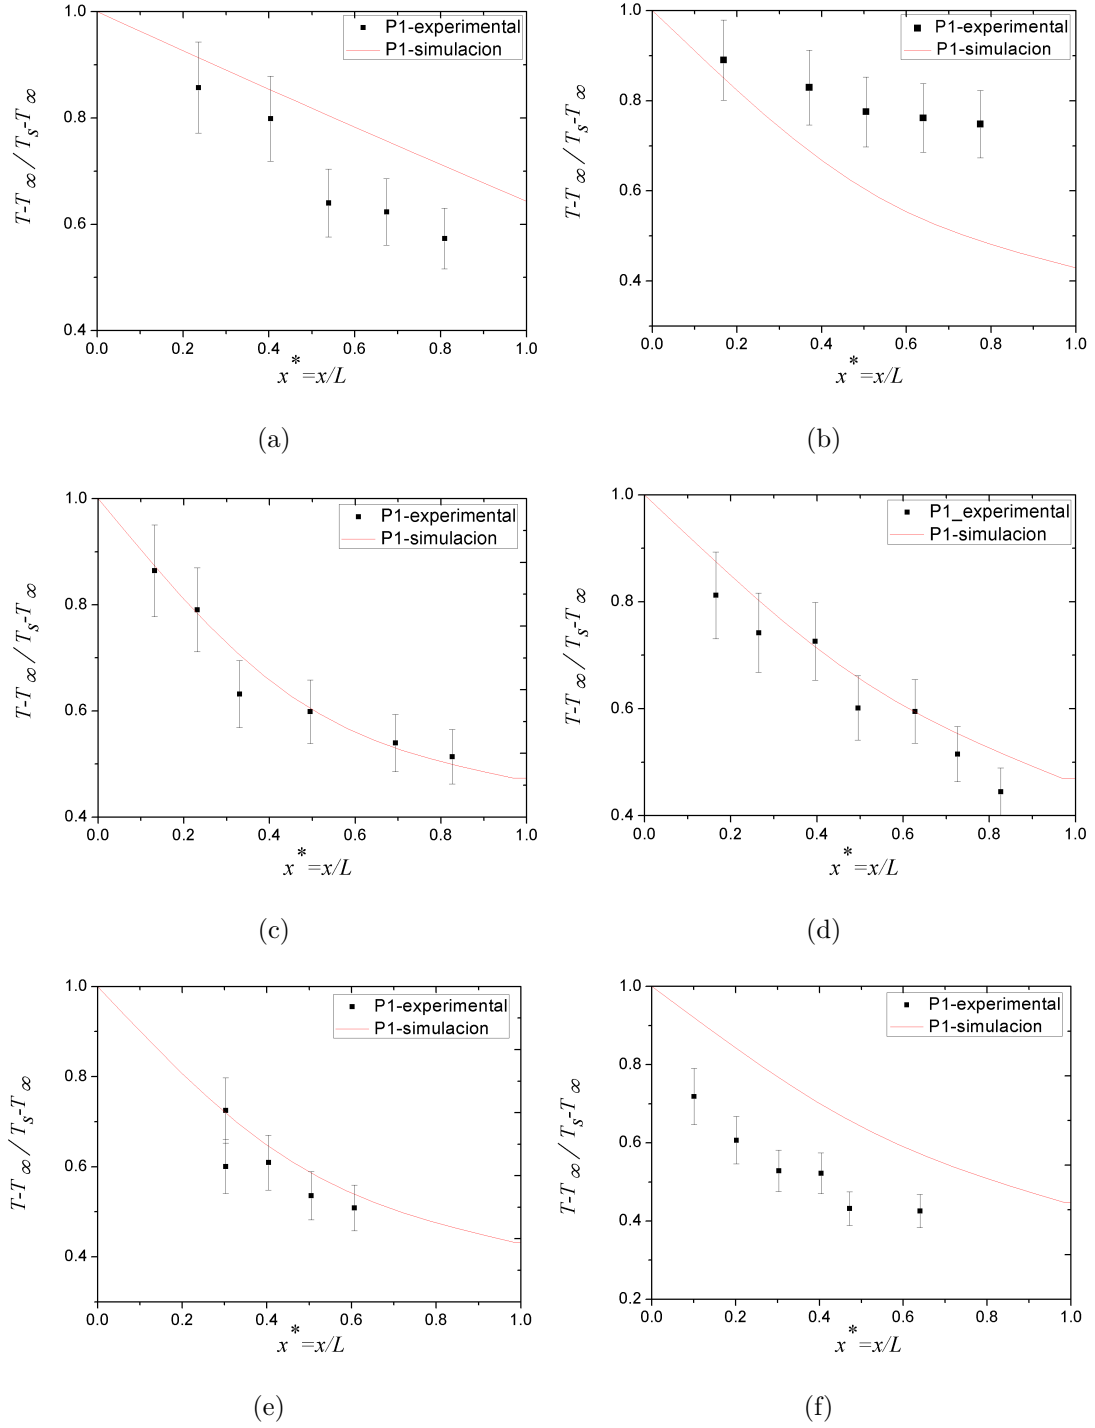 1.0
0.8
0.6
0.4
T-T∞ / Ts-T∞
P1-experimental
P1-simulacion
0.0 0.2 0.4 0.6 0.8 1.0
x*=x/L
(a)
1.0
0.8
0.6
0.4
T-T∞ / Ts-T∞
P1-experimental
P1-simulacion
0.0 0.2 0.4 0.6 0.8 1.0
x*=x/L
(b)
1.0
0.8
0.6
0.4
T-T∞ / Ts-T∞
P1-experimental
P1-simulacion
0.0 0.2 0.4 0.6 0.8 1.0
x*=x/L
(c)
1.0
0.8
0.6
0.4
T-T∞ / Ts-T∞
P1_experimental
P1-simulacion
0.0 0.2 0.4 0.6 0.8 1.0
x*=x/L
(d)
1.0
0.8
0.6
0.4
T-T∞ / Ts-T∞
P1-experimental
P1-simulacion
0.0 0.2 0.4 0.6 0.8 1.0
x*=x/L
(e)
1.0
0.8
0.6
0.4
0.2
T-T∞ / Ts-T∞
P1-experimental
P1-simulacion
0.0 0.2 0.4 0.6 0.8 1.0
x*=x/L
(f)